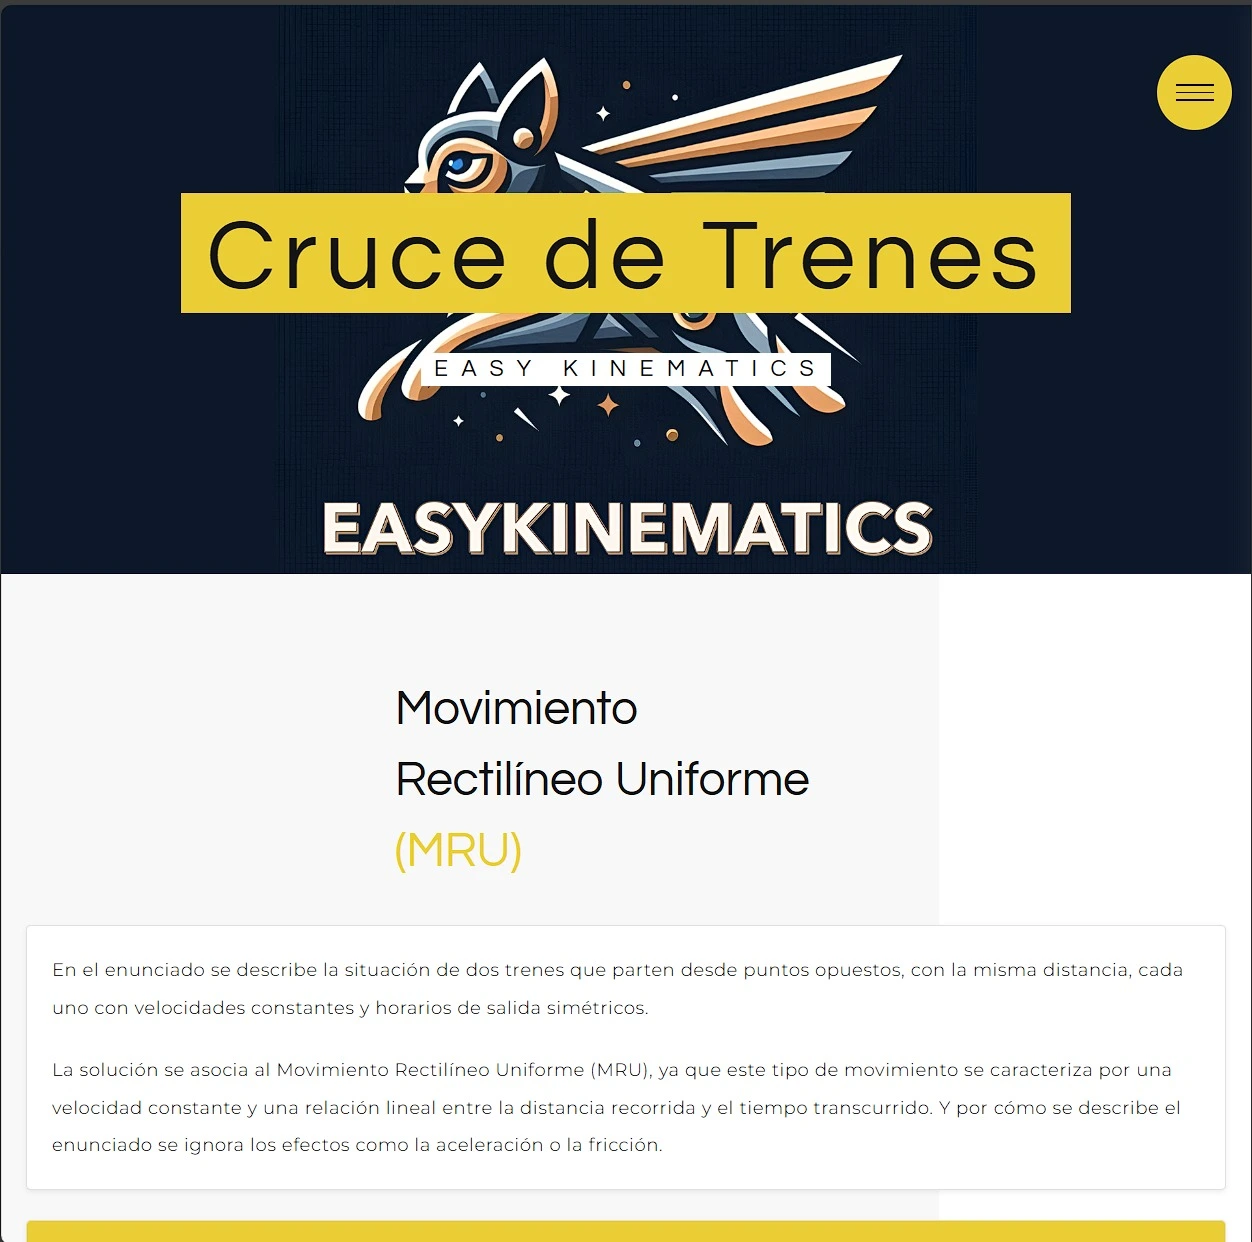 Cruce de Trenes
EASY KINEMATICS
EASYKINEMATICS
Movimiento
Rectilíneo Uniforme
(MRU)
En el enunciado se describe la situación de dos trenes que parten desde puntos opuestos, con la misma distancia, cada
uno con velocidades constantes y horarios de salida simétricos.
La solución se asocia al Movimiento Rectilíneo Uniforme (MRU), ya que este tipo de movimiento se caracteriza por una
velocidad constante y una relación lineal entre la distancia recorrida y el tiempo transcurrido. Y por cómo se describe el
enunciado se ignora los efectos como la aceleración o la fricción.